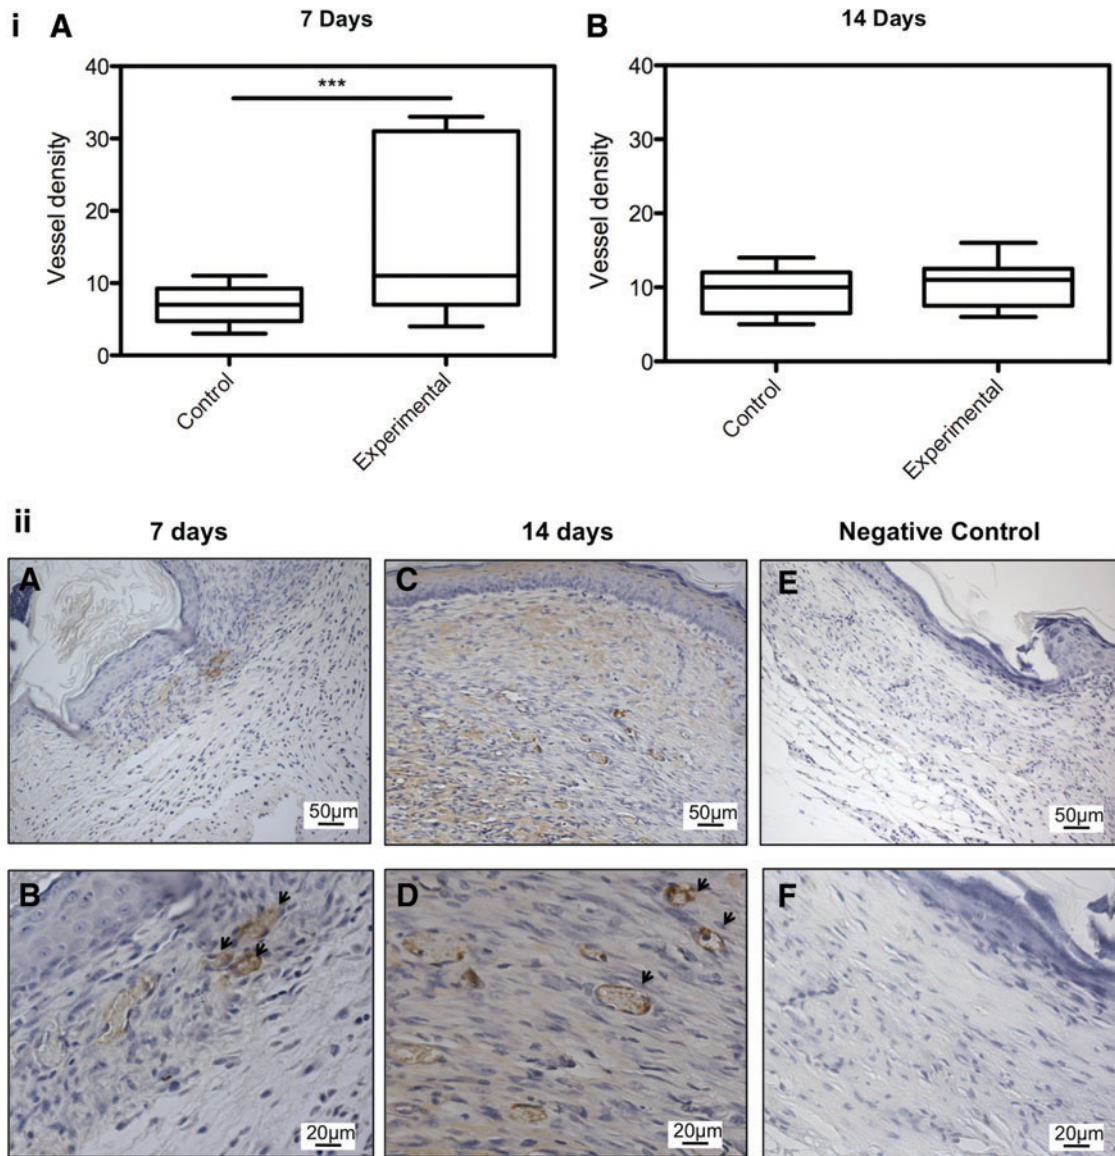 i A 7 Days
B 14 Days
***
Vessel density
40
30
20
10
0
Control
Experimental
Vessel density
40
30
20
10
0
Control
Experimental
ii
7 days
14 days
Negative Control
A
50µm
C
50µm
E
50µm
B
20µm
D
20µm
F
20µm